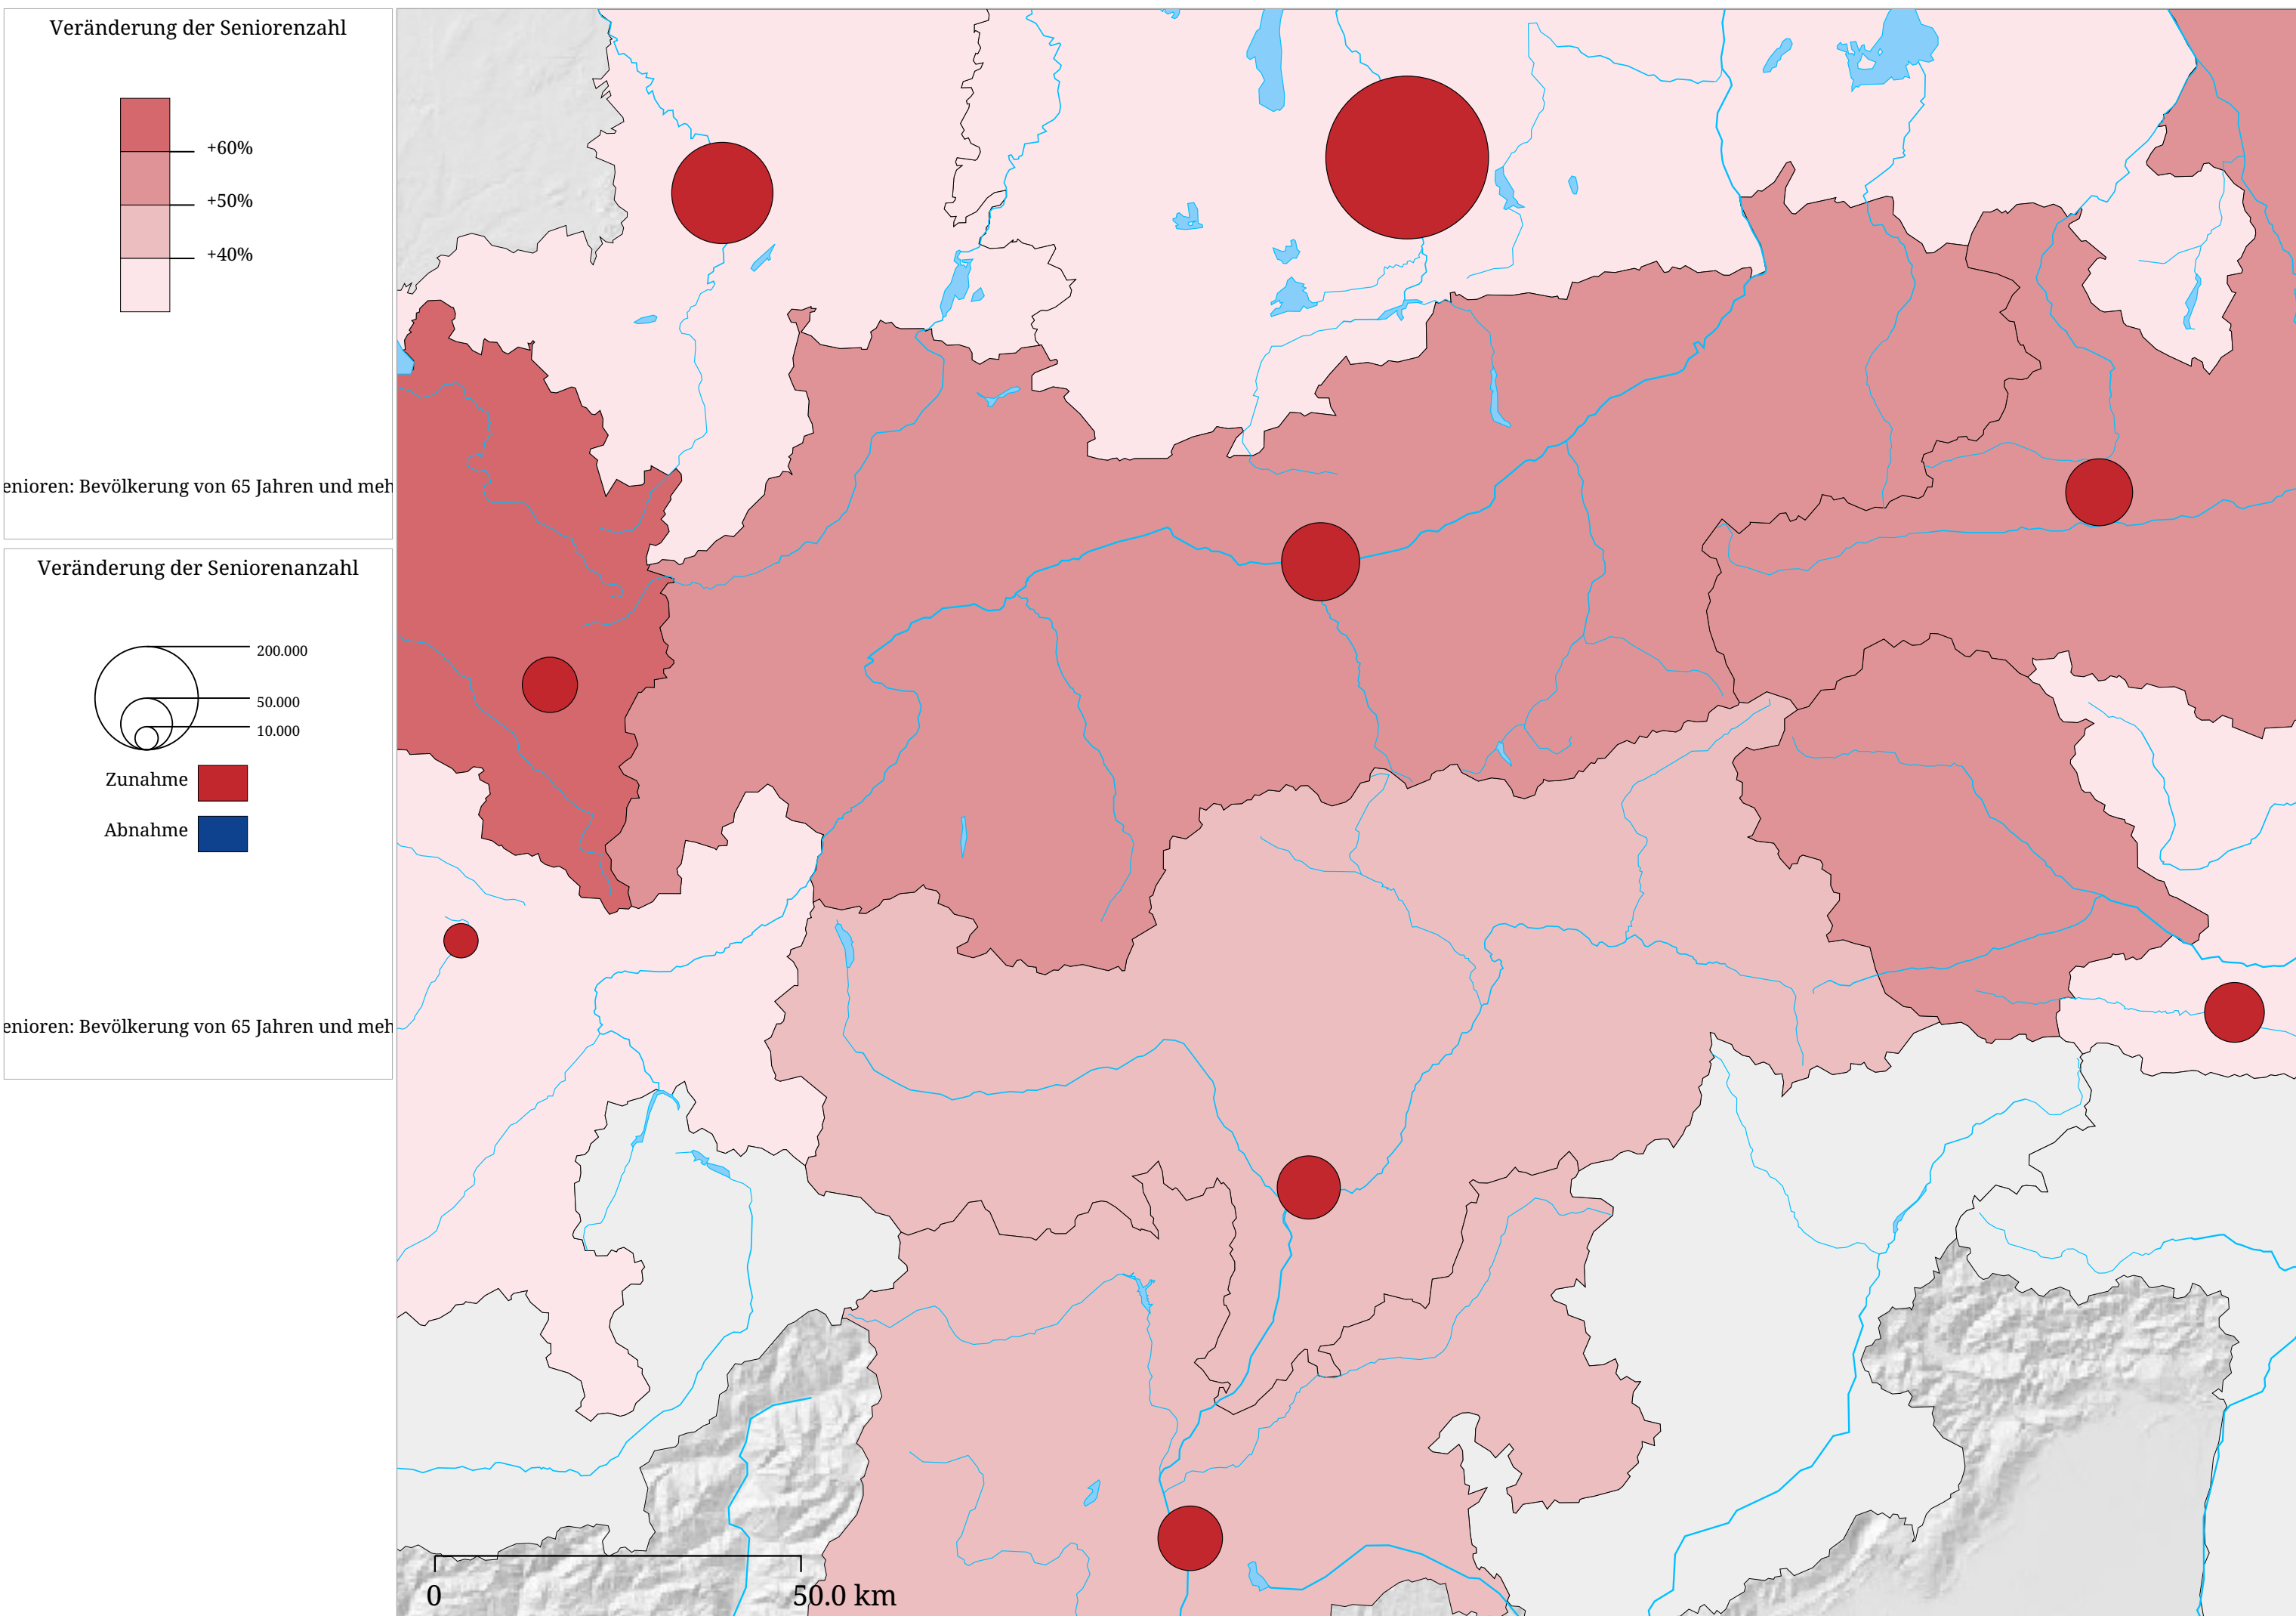 Veränderung der Seniorenzahl
+60%
+50%
+40%
enioren: Bevölkerung von 65 Jahren und meh
Veränderung der Seniorenanzahl
200.000
50.000
10.000
Zunahme
Abnahme
enioren: Bevölkerung von 65 Jahren und meh
0 50.0 km